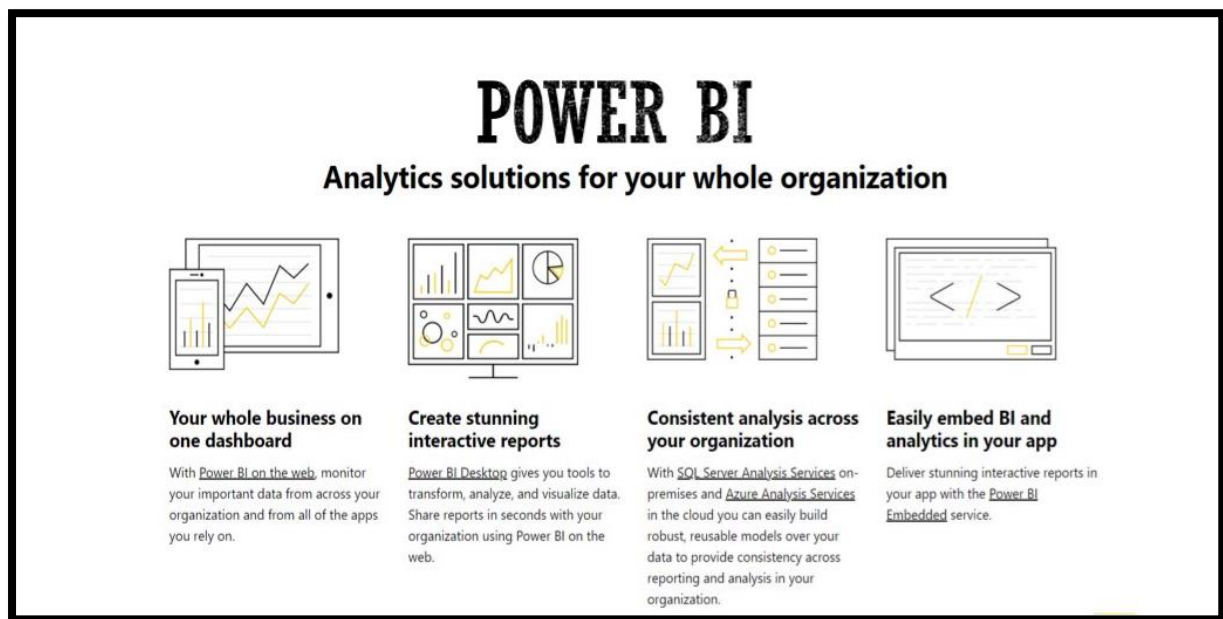 POWER BI
Analytics solutions for your whole organization
Your whole business on
one dashboard
With Power BI on the web, monitor
your important data from across your
organization and from all of the apps
you rely on.
Create stunning
interactive reports
Power BI Desktop gives you tools to
transform, analyze, and visualize data.
Share reports in seconds with your
organization using Power BI on the
web.
Consistent analysis across
your organization
With SQL Server Analysis Services on-
premises and Azure Analysis Services
in the cloud you can easily build
robust, reusable models over your
data to provide consistency across
reporting and analysis in your
organization.
Easily embed BI and
analytics in your app
Deliver stunning interactive reports in
your app with the Power BI
Embedded service.